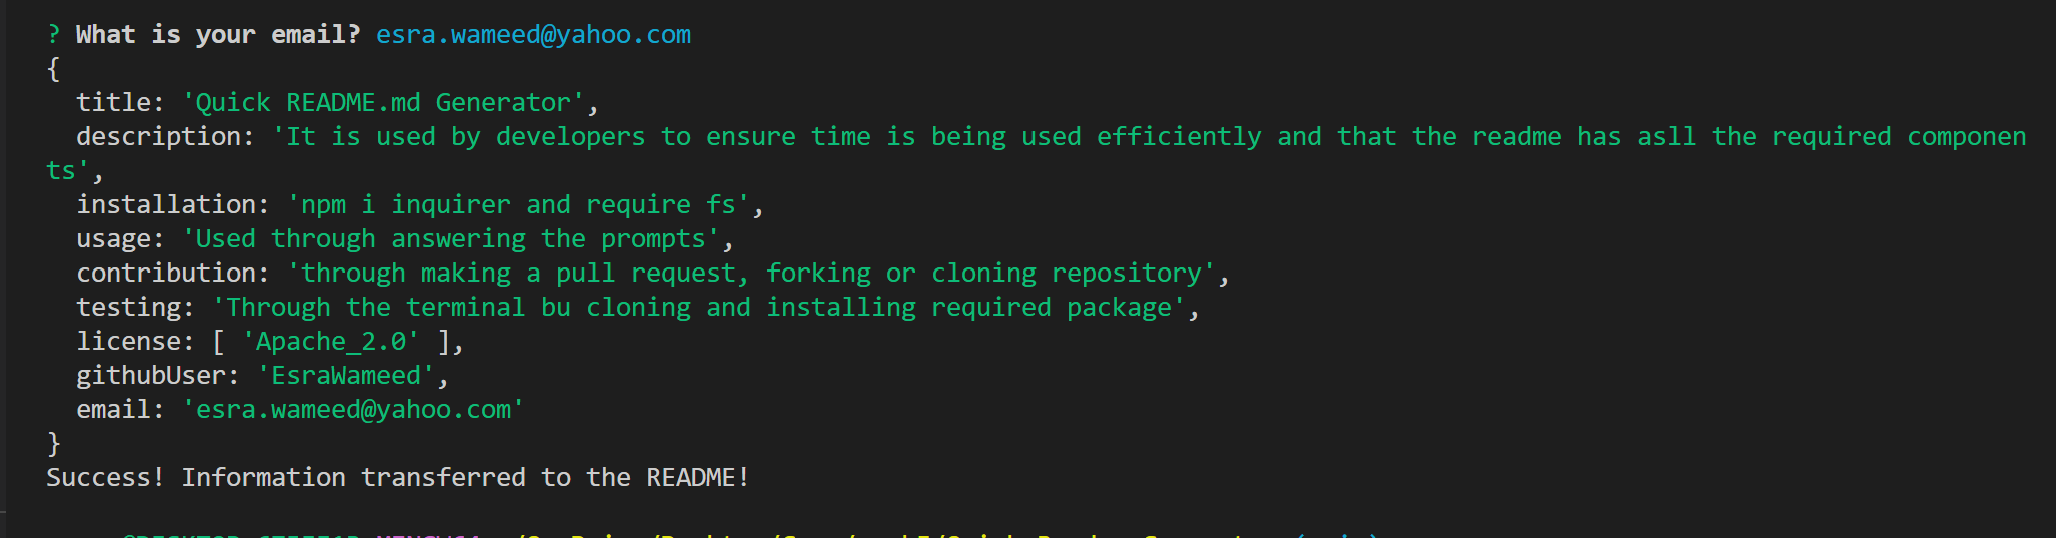 ? What is your email? esra.wameed@yahoo.com
{
  title: 'Quick README.md Generator',
  description: 'It is used by developers to ensure time is being used efficiently and that the readme has asll the required componen
ts',
  installation: 'npm i inquirer and require fs',
  usage: 'Used through answering the prompts',
  contribution: 'through making a pull request, forking or cloning repository',
  testing: 'Through the terminal bu cloning and installing required package',
  license: [ 'Apache_2.0' ],
  githubUser: 'EsraWameed',
  email: 'esra.wameed@yahoo.com'
}
Success! Information transferred to the README!